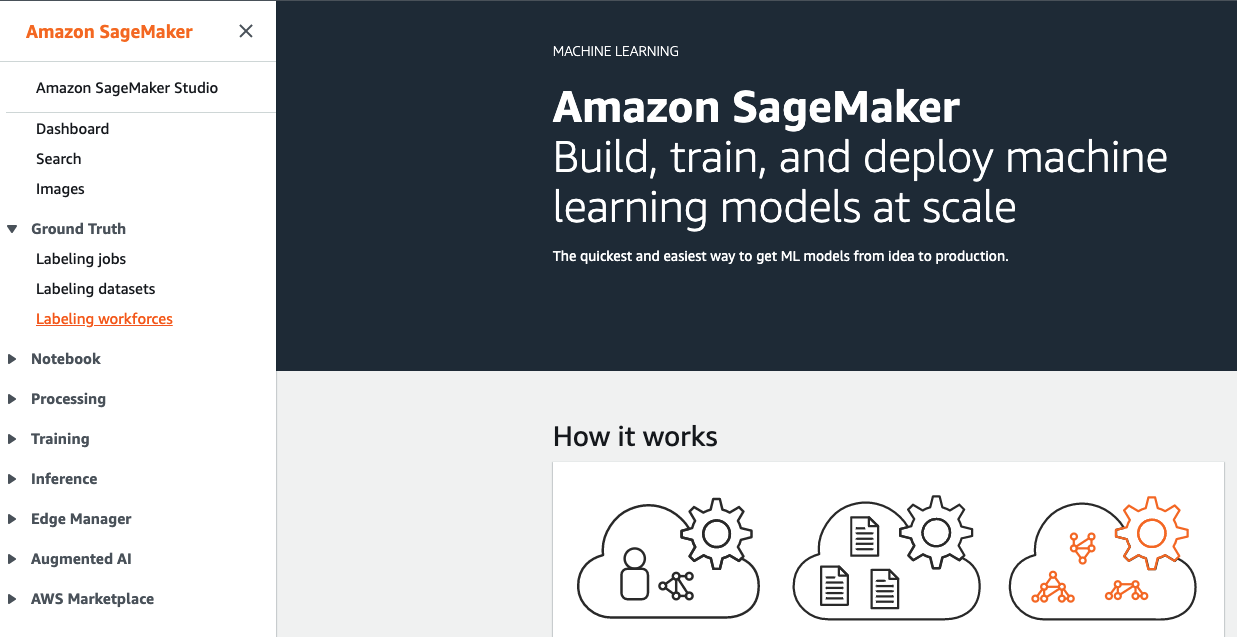 Amazon SageMaker
Amazon SageMaker Studio
Dashboard
Search
Images
Ground Truth
Labeling jobs
Labeling datasets
Labeling workforces
Notebook
Processing
Training
Inference
Edge Manager
Augmented AI
AWS Marketplace
MACHINE LEARNING
Amazon SageMaker
Build, train, and deploy machine
learning models at scale
The quickest and easiest way to get ML models from idea to production.
How it works